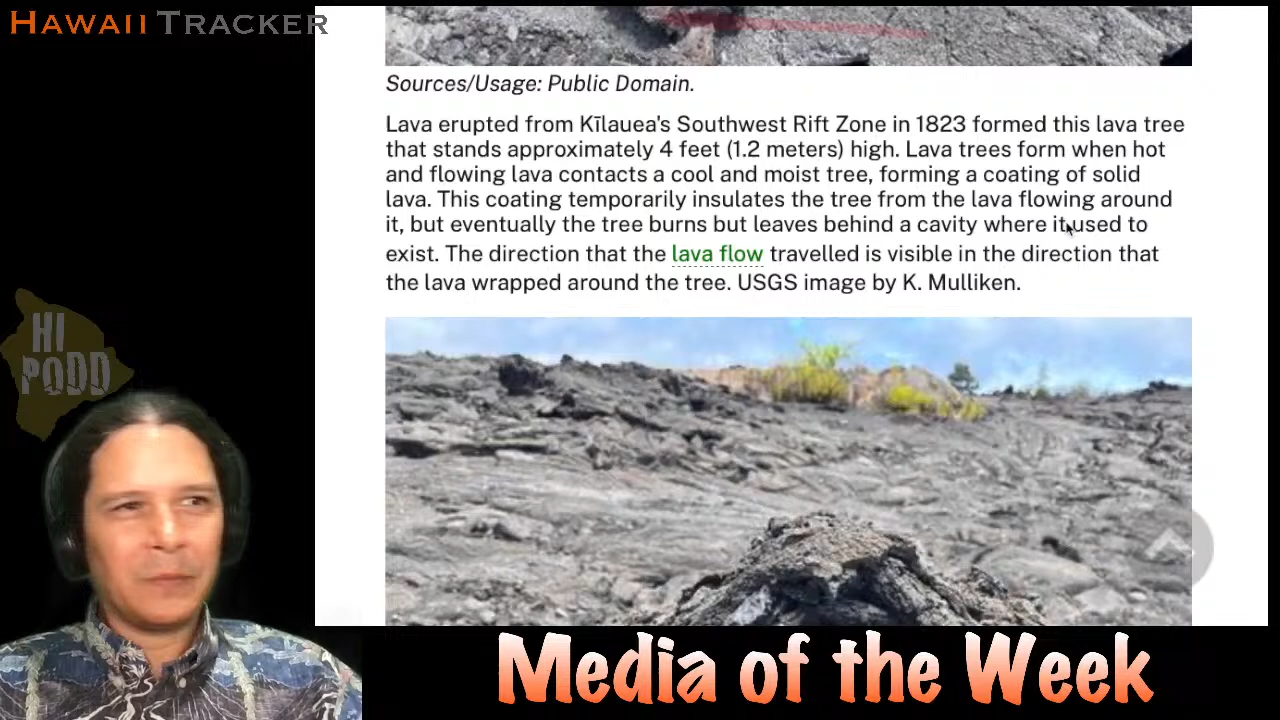 HAWAII TRACKER
Sources/Usage: Public Domain.
Lava erupted from Kīlauea's Southwest Rift Zone in 1823 formed this lava tree
that stands approximately 4 feet (1.2 meters) high. Lava trees form when hot
and flowing lava contacts a cool and moist tree, forming a coating of solid
lava. This coating temporarily insulates the tree from the lava flowing around
it, but eventually the tree burns but leaves behind a cavity where it used to
exist. The direction that the lava flow travelled is visible in the direction that
the lava wrapped around the tree. USGS image by K. Mulliken.
HI
PODD
Media of the Week